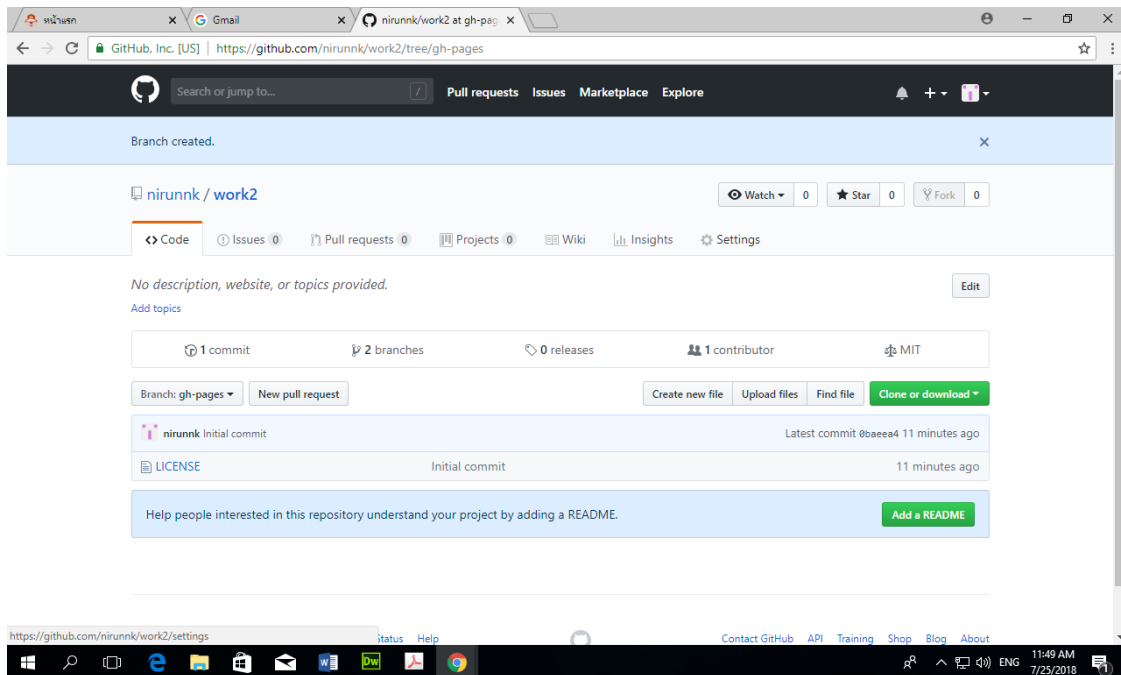 หน้าแรก
Gmail
nirunnk/work2 at gh-pag
GitHub, Inc. [US] | https://github.com/nirunnk/work2/tree/gh-pages
Search or jump to... / Pull requests Issues Marketplace Explore
Branch created.
nirunnk / work2 Watch 0 Star 0 Fork 0
Code Issues 0 Pull requests 0 Projects 0 Wiki Insights Settings
No description, website, or topics provided. Edit
Add topics
1 commit 2 branches 0 releases 1 contributor MIT
Branch: gh-pages New pull request Create new file Upload files Find file Clone or download
nirunnk Initial commit Latest commit 0baeea4 11 minutes ago
LICENSE Initial commit 11 minutes ago
Help people interested in this repository understand your project by adding a README. Add a README
https://github.com/nirunnk/work2/settings Status Help Contact GitHub API Training Shop Blog About
Dw ENG 11:49 AM
7/25/2018 1